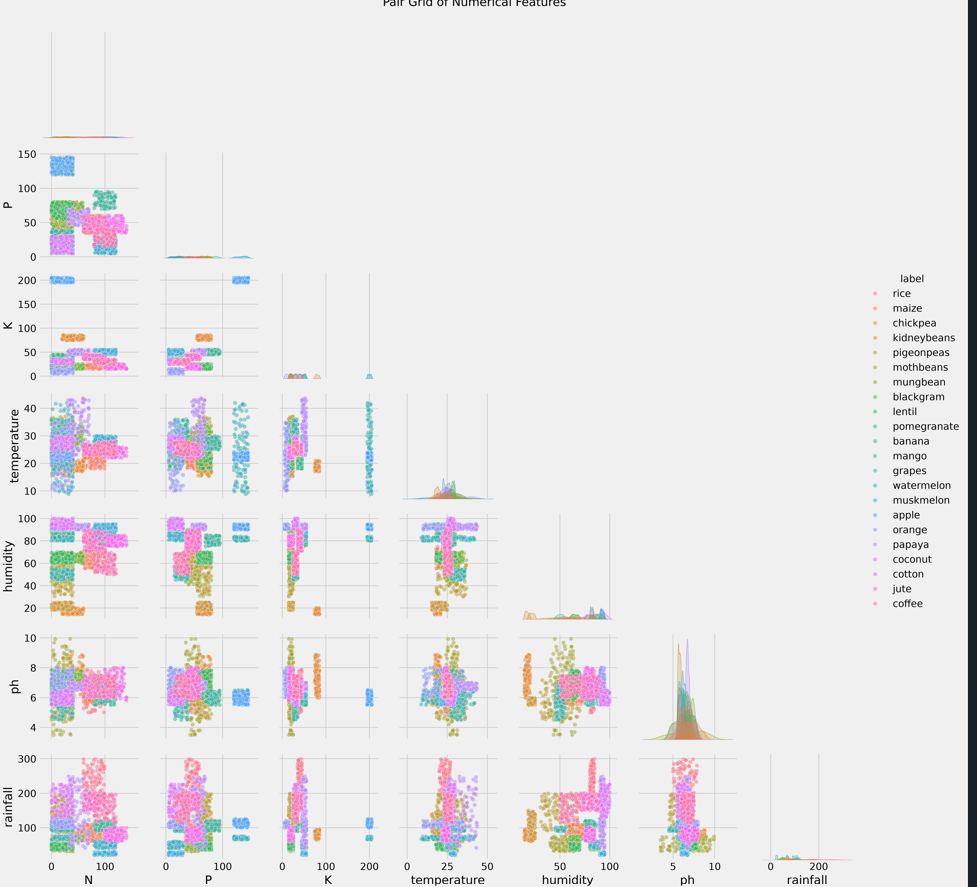 Pair Grid of Numerical Features
150
100
50
0
P
200
150
100
50
0
K
40
30
20
10
temperature
100
80
60
40
20
humidity
10
8
6
4
ph
300
200
100
rainfall
0 100
N
0 100
P
0 100 200
K
0 25 50
temperature
50 100
humidity
5 10
ph
0 200
rainfall
label
rice
maize
chickpea
kidneybeans
pigeonpeas
mothbeans
mungbean
blackgram
lentil
pomegranate
banana
mango
grapes
watermelon
muskmelon
apple
orange
papaya
coconut
cotton
jute
coffee